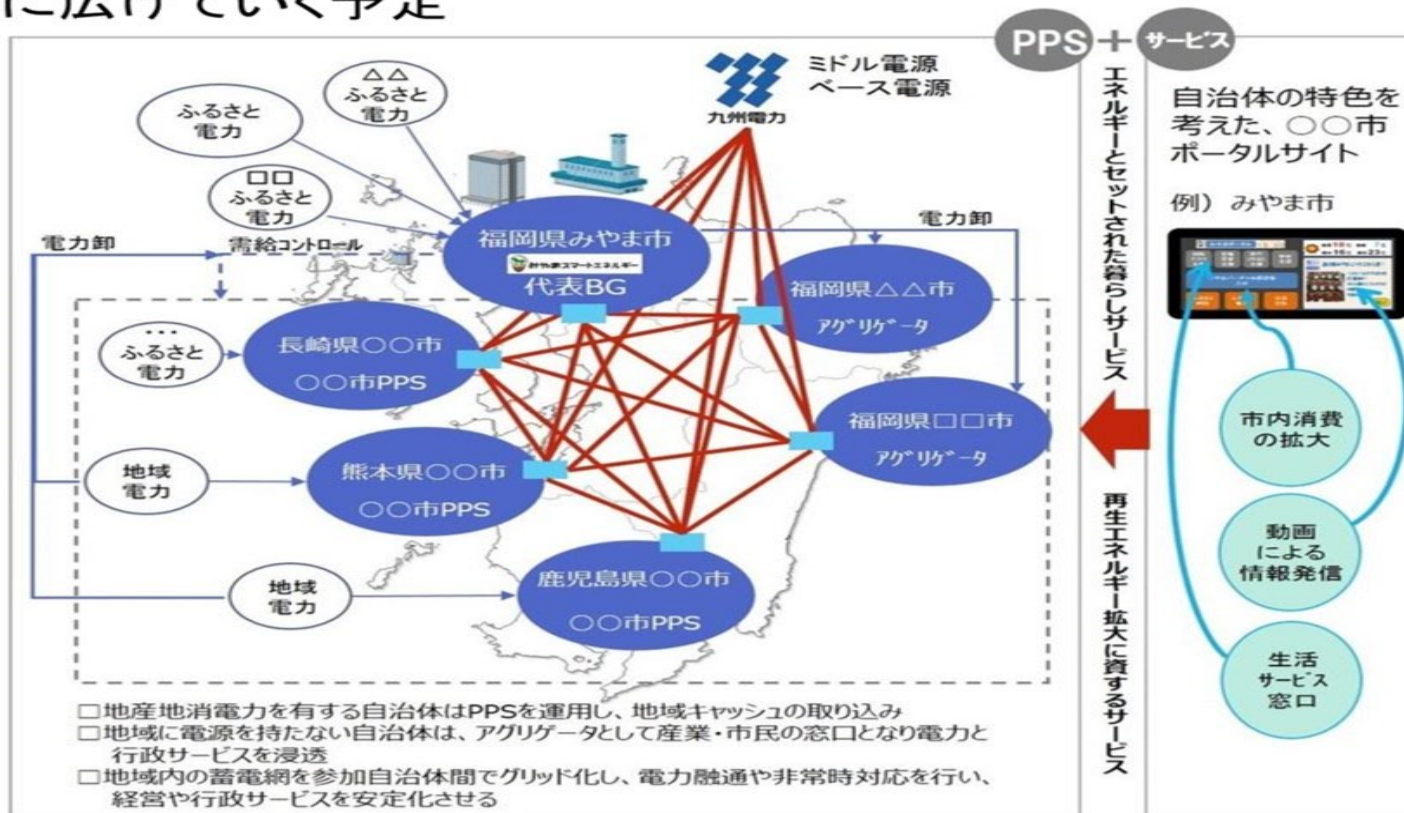 に広げていく予定
PPS
+
サービス
ふるさと
電力
△△
ふるさと
電力
□□
ふるさと
電力
ミドル電源
ベース電源
九州電力
電力卸
需給コントロール
福岡県みやま市
みやまスマートエネルギー
代表BG
電力卸
福岡県△△市
アグリゲータ
・・・
ふるさと
電力
長崎県○○市
○○市PPS
福岡県□□市
アグリゲータ
地域
電力
熊本県○○市
○○市PPS
地域
電力
鹿児島県○○市
○○市PPS
□地産地消電力を有する自治体はPPSを運用し、地域キャッシュの取り込み
□地域に電源を持たない自治体は、アグリゲータとして産業・市民の窓口となり電力と
行政サービスを浸透
□地域内の蓄電網を参加自治体間でグリッド化し、電力融通や非常時対応を行い、
経営や行政サービスを安定化させる
エネルギーとセットされた暮らしサービス
再生エネルギー拡大に資するサービス
自治体の特色を
考えた、○○市
ポータルサイト
例）みやま市
市内消費
の拡大
動画
による
情報発信
生活
サービス
窓口